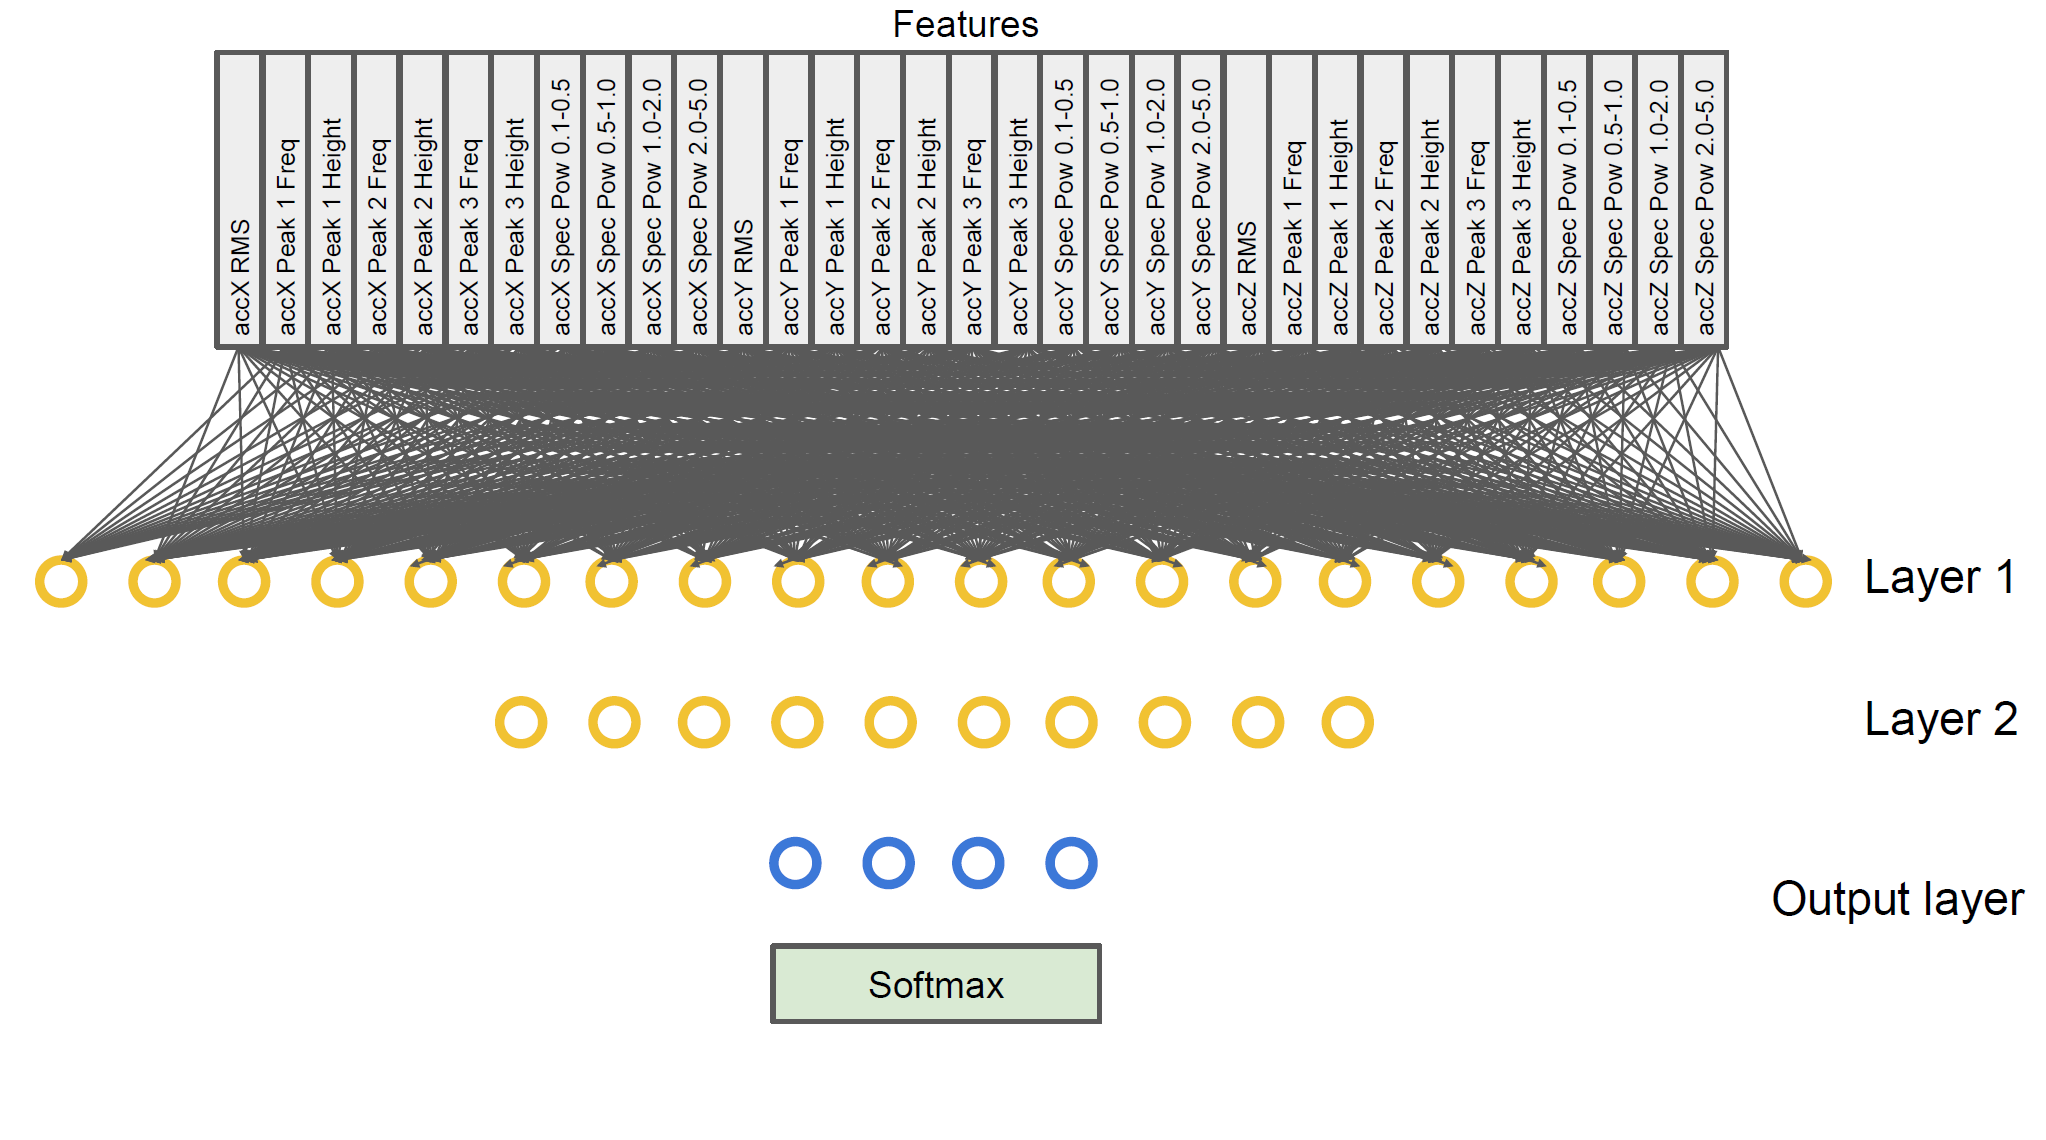 Features
accX RMS
accX Peak 1 Freq
accX Peak 1 Height
accX Peak 2 Freq
accX Peak 2 Height
accX Peak 3 Freq
accX Peak 3 Height
accX Spec Pow 0.1-0.5
accX Spec Pow 0.5-1.0
accX Spec Pow 1.0-2.0
accX Spec Pow 2.0-5.0
accY RMS
accY Peak 1 Freq
accY Peak 1 Height
accY Peak 2 Freq
accY Peak 2 Height
accY Peak 3 Freq
accY Peak 3 Height
accY Spec Pow 0.1-0.5
accY Spec Pow 0.5-1.0
accY Spec Pow 1.0-2.0
accY Spec Pow 2.0-5.0
accZ RMS
accZ Peak 1 Freq
accZ Peak 1 Height
accZ Peak 2 Freq
accZ Peak 2 Height
accZ Peak 3 Freq
accZ Peak 3 Height
accZ Spec Pow 0.1-0.5
accZ Spec Pow 0.5-1.0
accZ Spec Pow 1.0-2.0
accZ Spec Pow 2.0-5.0
Layer 1
Layer 2
Output layer
Softmax